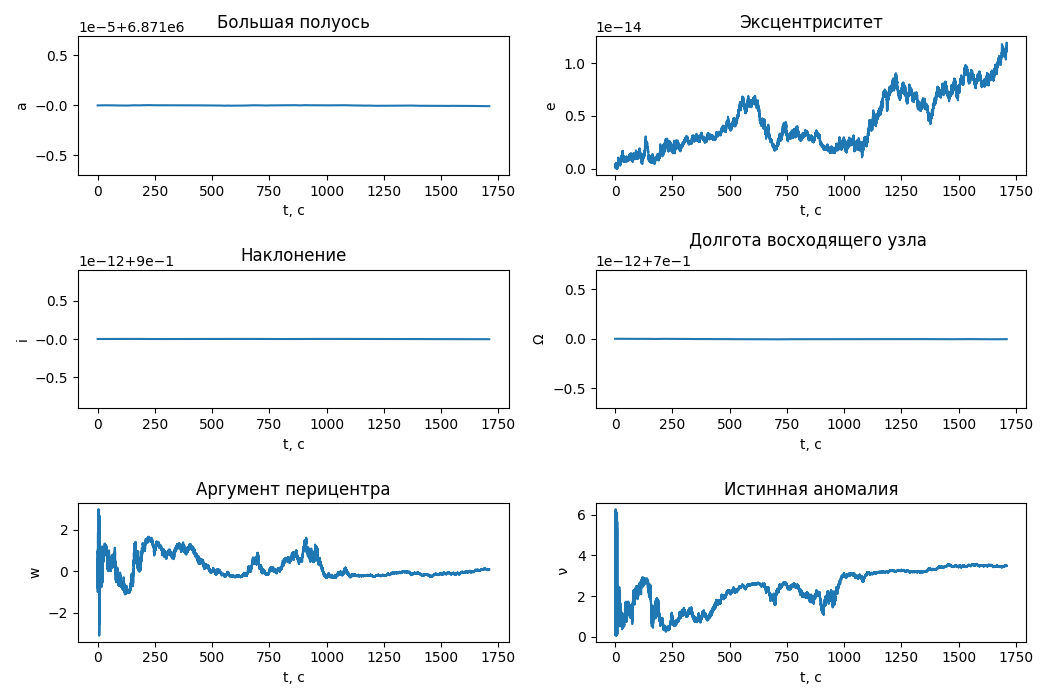 Большая полуось
1e−5+6.871e6
0.5
−0.0
−0.5
a
0 250 500 750 1000 1250 1500 1750
t, c
Эксцентриситет
1e−14
1.0
0.5
0.0
e
0 250 500 750 1000 1250 1500 1750
t, c
Наклонение
1e−12+9e−1
0.5
−0.0
−0.5
i
0 250 500 750 1000 1250 1500 1750
t, c
Долгота восходящего узла
1e−12+7e−1
0.5
0.0
−0.5
Ω
0 250 500 750 1000 1250 1500 1750
t, c
Аргумент перицентра
2
0
−2
w
0 250 500 750 1000 1250 1500 1750
t, c
Истинная аномалия
6
4
2
0
ν
0 250 500 750 1000 1250 1500 1750
t, c